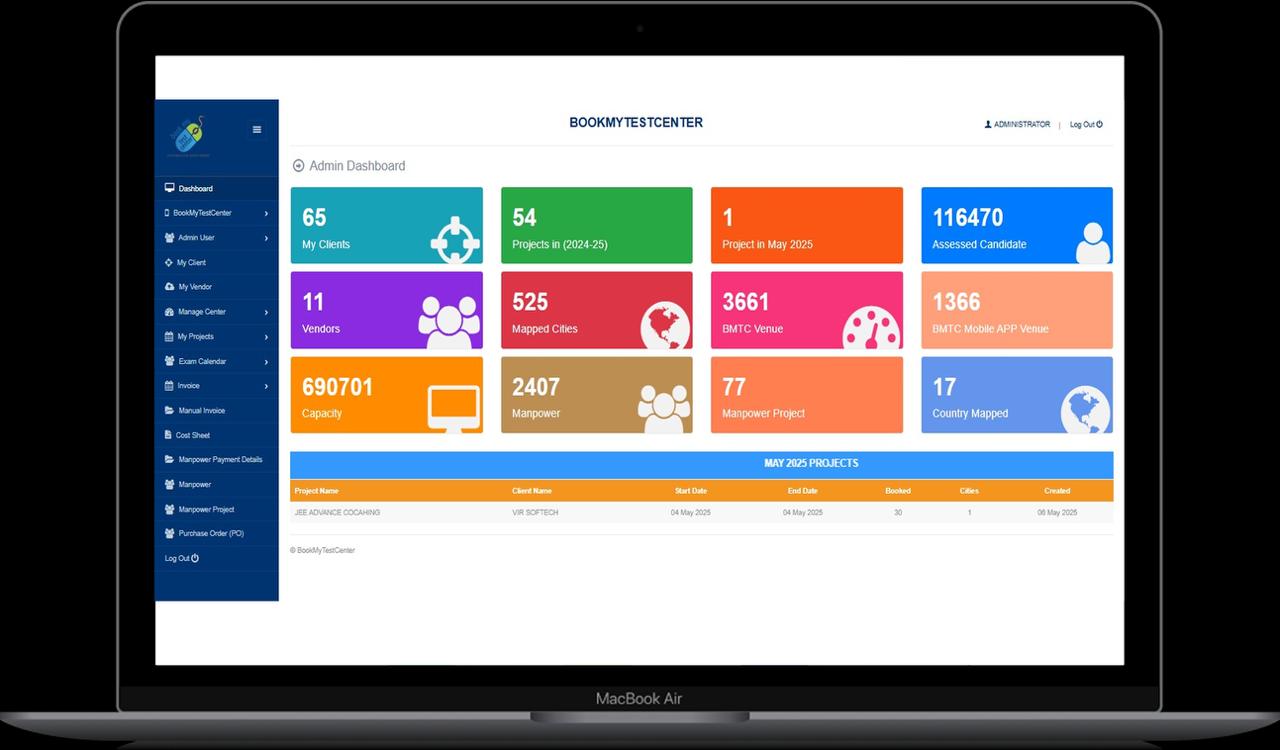 BOOKMYTESTCENTER
ADMINISTRATOR | Log Out
Dashboard
BookMyTestCenter
Admin User
My Client
My Vendor
Manage Center
My Projects
Exam Calendar
Invoice
Manual Invoice
Cost Sheet
Manpower Payment Details
Manpower
Manpower Project
Purchase Order (PO)
Log Out
Admin Dashboard
65
My Clients
54
Projects in (2024-25)
1
Project in May 2025
116470
Assessed Candidate
11
Vendors
525
Mapped Cities
3661
BMTC Venue
1366
BMTC Mobile APP Venue
690701
Capacity
2407
Manpower
77
Manpower Project
17
Country Mapped
MAY 2025 PROJECTS
Project Name Client Name Start Date End Date Booked Cities Created
JEE ADVANCE COCAHING VIR SOFTECH 04 May 2025 04 May 2025 30 1 06 May 2025
© BookMyTestCenter
MacBook Air